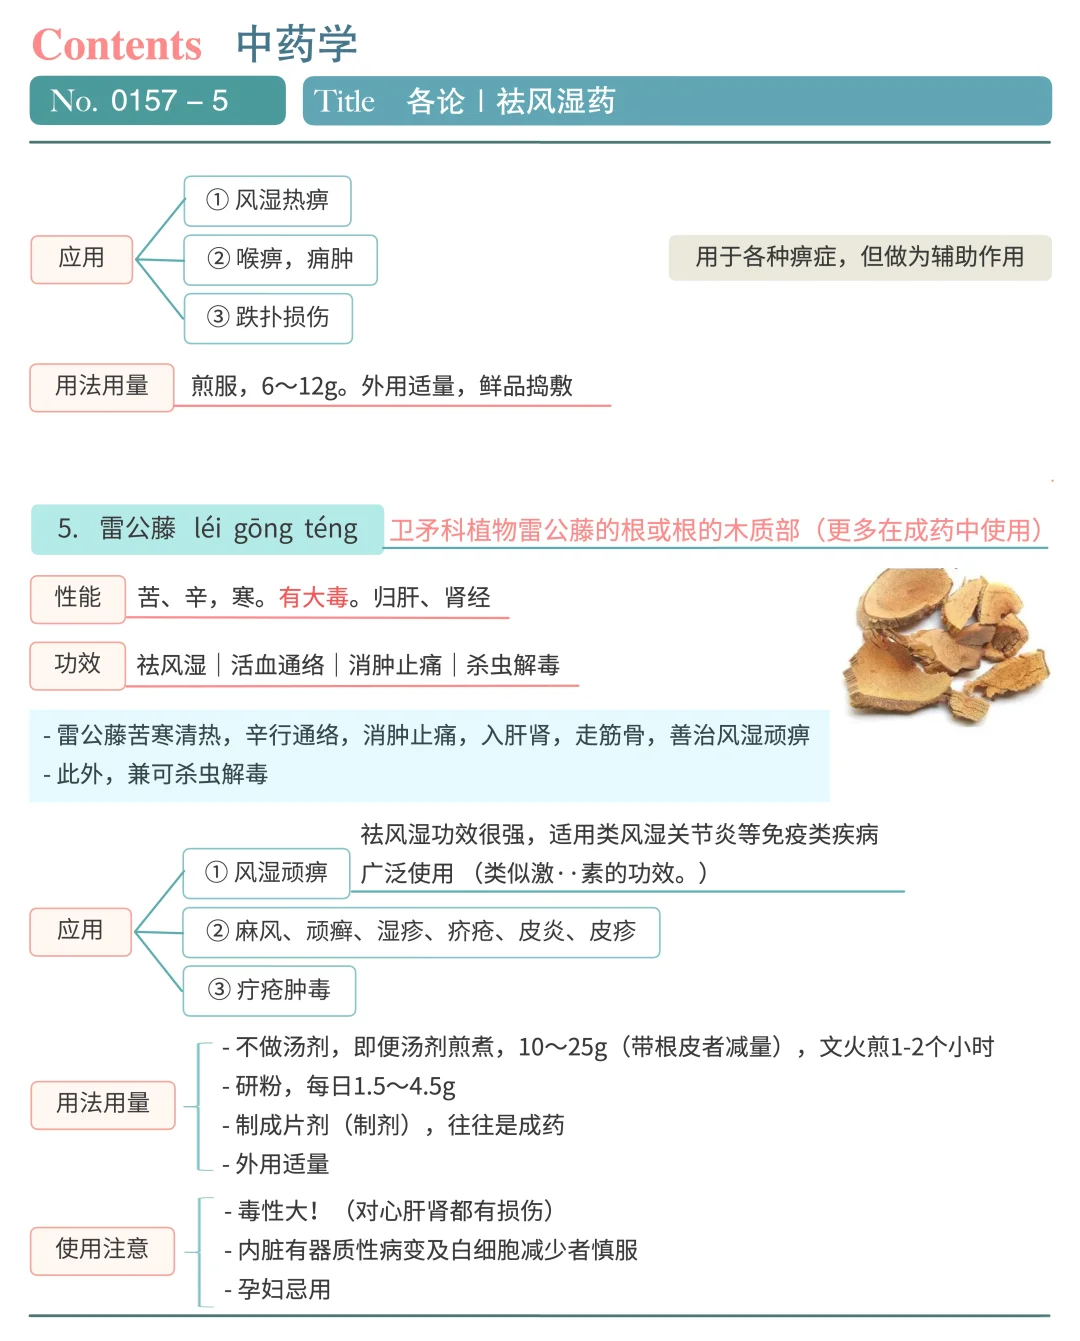 Contents 中药学
No. 0157 – 5 Title 各论 | 祛风湿药
① 风湿热痹
应用 ② 喉痹，痈肿 用于各种痹症，但做为辅助作用
③ 跌扑损伤
用法用量 煎服，6～12g。外用适量，鲜品捣敷
5. 雷公藤 léi gōng téng 卫矛科植物雷公藤的根或根的木质部（更多在成药中使用）
性能 苦、辛，寒。有大毒。归肝、肾经
功效 祛风湿｜活血通络｜消肿止痛｜杀虫解毒
- 雷公藤苦寒清热，辛行通络，消肿止痛，入肝肾，走筋骨，善治风湿顽痹
- 此外，兼可杀虫解毒
祛风湿功效很强，适用类风湿关节炎等免疫类疾病
① 风湿顽痹 广泛使用 （类似激··素的功效。）
应用 ② 麻风、顽癣、湿疹、疥疮、皮炎、皮疹
③ 疔疮肿毒
- 不做汤剂，即便汤剂煎煮，10～25g（带根皮者减量），文火煎1-2个小时
- 研粉，每日1.5～4.5g
用法用量
- 制成片剂（制剂），往往是成药
- 外用适量
- 毒性大！（对心肝肾都有损伤）
使用注意 - 内脏有器质性病变及白细胞减少者慎服
- 孕妇忌用